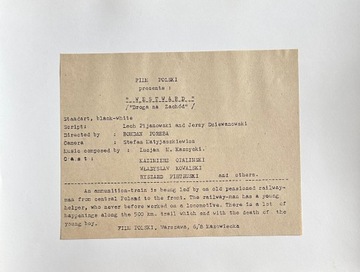 FILM POLSKI
presents :
" W E S T W A R D "
/"Droga na Zachód"/
Standart, black-white
Script: Lech Pijanowski and Jerzy Dziewanowski
Directed by : BOHDAN PORĘBA
Camera : Stefan Matyjaszkiewicz
Music composed by : Lucjan M. Kaszycki.
C a s t : KAZIMIERZ OPALIŃSKI
WŁADYSŁAW KOWALSKI
RYSZARD PIETRUSKI and others.
An ammunition-train is being led by an old pensioned railway-
man from central Poland to the front. The railway-man has a young
helper, who never before worked on a locomotive. There is a lot of
happenings along the 500 km. trail which end with the death of the
young boy.
FILM POLSKI, Warszawa, 6/8 Mazowiecka